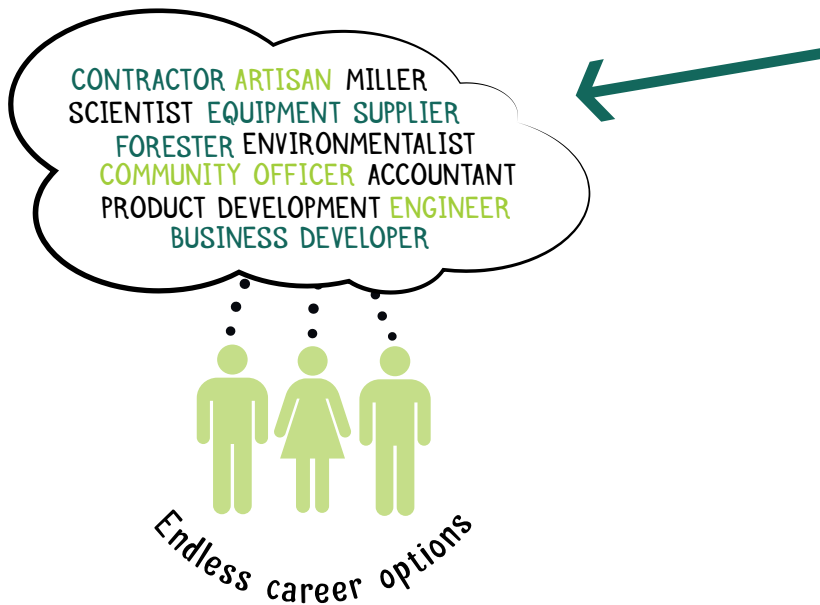 CONTRACTOR ARTISAN MILLER
SCIENTIST EQUIPMENT SUPPLIER
FORESTER ENVIRONMENTALIST
COMMUNITY OFFICER ACCOUNTANT
PRODUCT DEVELOPMENT ENGINEER
BUSINESS DEVELOPER
Endless career options